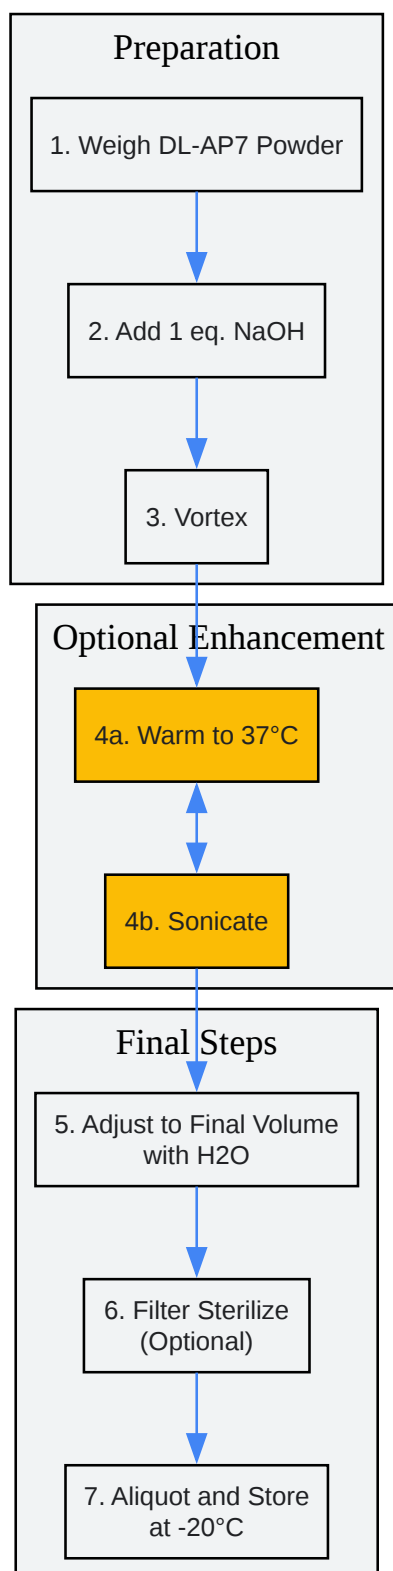 Preparation
1. Weigh DL-AP7 Powder
2. Add 1 eq. NaOH
3. Vortex
Optional Enhancement
4a. Warm to 37°C
4b. Sonicate
Final Steps
5. Adjust to Final Volume
with H2O
6. Filter Sterilize
(Optional)
7. Aliquot and Store
at -20°C